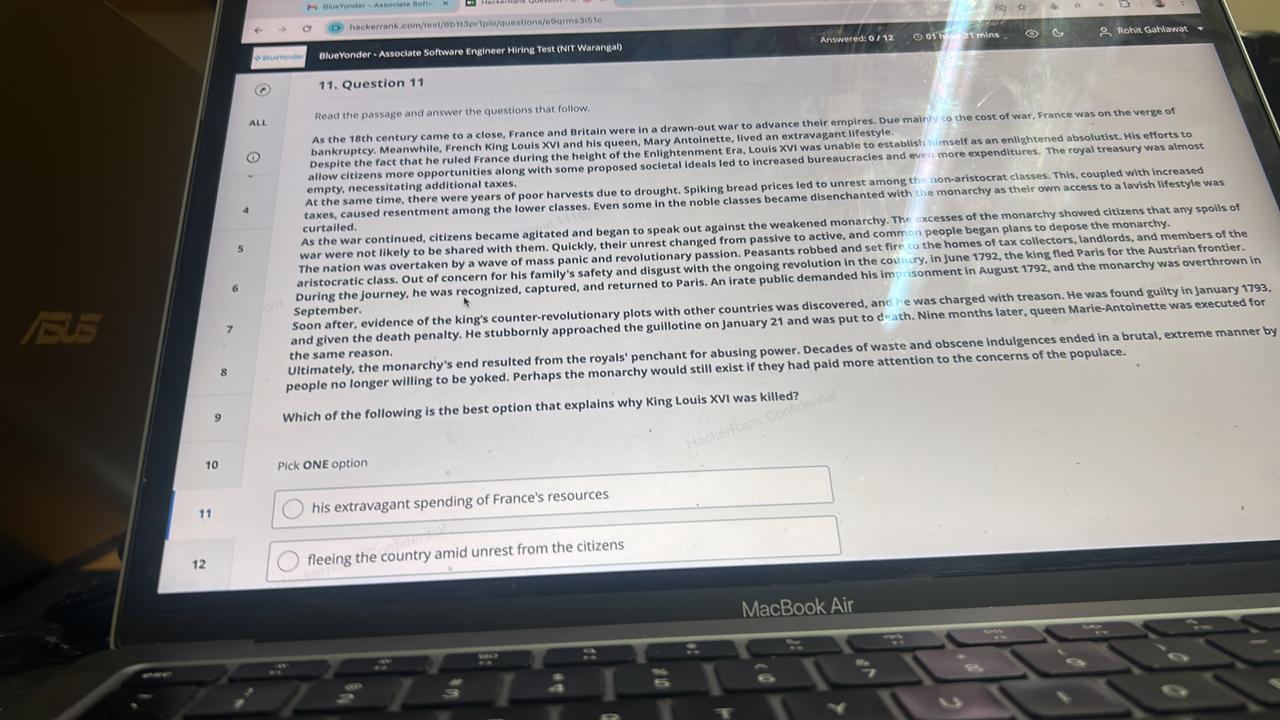 BlueYonder - Associate Soft
hackerrank.com/test/8b1t3pr1plo/questions/e9qrms3i51c
BlueYonder
BlueYonder - Associate Software Engineer Hiring Test (NIT Warangal)
Answered: 0 / 12
01 hour 21 mins
Rohit Gahlawat
11. Question 11
ALL
Read the passage and answer the questions that follow.
As the 18th century came to a close, France and Britain were in a drawn-out war to advance their empires. Due mainly to the cost of war, France was on the verge of
bankruptcy. Meanwhile, French King Louis XVI and his queen, Mary Antoinette, lived an extravagant lifestyle.
Despite the fact that he ruled France during the height of the Enlightenment Era, Louis XVI was unable to establish himself as an enlightened absolutist. His efforts to
allow citizens more opportunities along with some proposed societal ideals led to increased bureaucracies and even more expenditures. The royal treasury was almost
empty, necessitating additional taxes.
At the same time, there were years of poor harvests due to drought. Spiking bread prices led to unrest among the non-aristocrat classes. This, coupled with increased
taxes, caused resentment among the lower classes. Even some in the noble classes became disenchanted with the monarchy as their own access to a lavish lifestyle was
curtailed.
As the war continued, citizens became agitated and began to speak out against the weakened monarchy. The excesses of the monarchy showed citizens that any spoils of
war were not likely to be shared with them. Quickly, their unrest changed from passive to active, and common people began plans to depose the monarchy.
The nation was overtaken by a wave of mass panic and revolutionary passion. Peasants robbed and set fire to the homes of tax collectors, landlords, and members of the
aristocratic class. Out of concern for his family's safety and disgust with the ongoing revolution in the country, in June 1792, the king fled Paris for the Austrian frontier.
During the journey, he was recognized, captured, and returned to Paris. An irate public demanded his imprisonment in August 1792, and the monarchy was overthrown in
September.
Soon after, evidence of the king's counter-revolutionary plots with other countries was discovered, and he was charged with treason. He was found guilty in January 1793,
and given the death penalty. He stubbornly approached the guillotine on January 21 and was put to death. Nine months later, queen Marie-Antoinette was executed for
the same reason.
Ultimately, the monarchy's end resulted from the royals' penchant for abusing power. Decades of waste and obscene indulgences ended in a brutal, extreme manner by
people no longer willing to be yoked. Perhaps the monarchy would still exist if they had paid more attention to the concerns of the populace.
Which of the following is the best option that explains why King Louis XVI was killed?
HackerRank Confidential
Pick ONE option
his extravagant spending of France's resources
fleeing the country amid unrest from the citizens
4
5
6
7
8
9
10
11
12
ASUS
MacBook Air
esc
3
4
5
6
7
8
9
T
Y
U